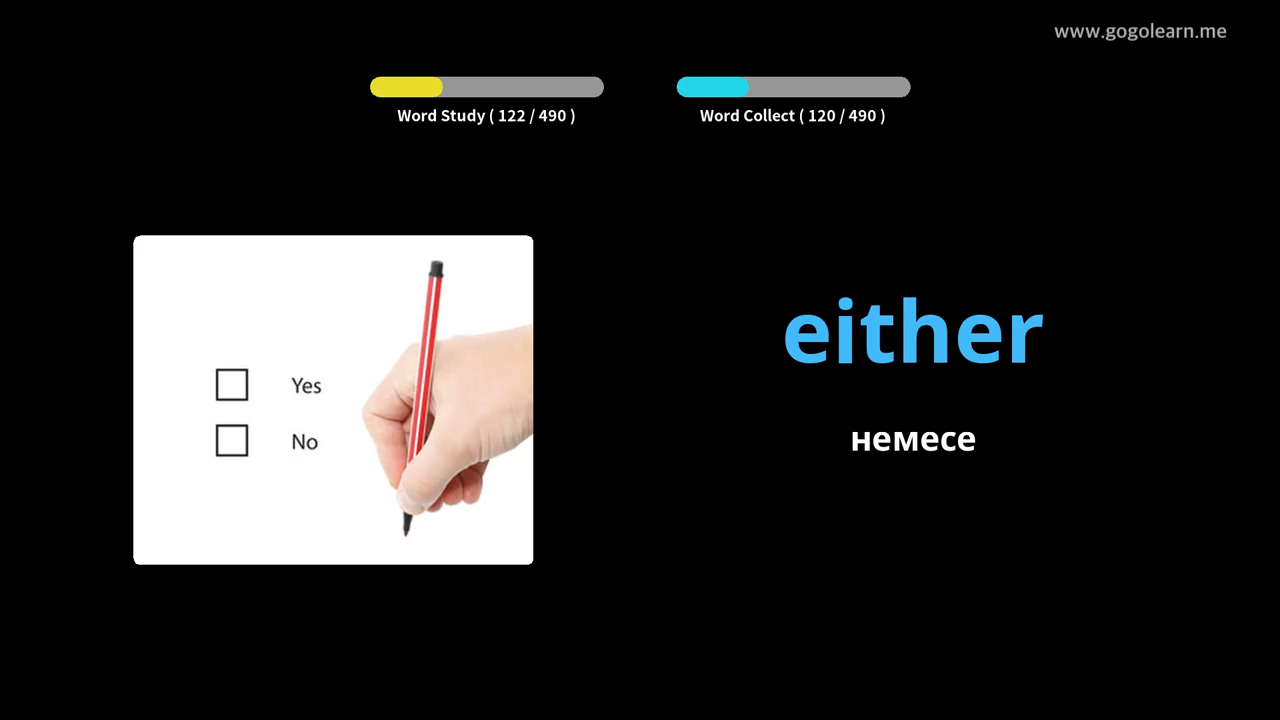 www.gogolearn.me
Word Study ( 122 / 490 )
Word Collect ( 120 / 490 )
Yes
No
either
немесе